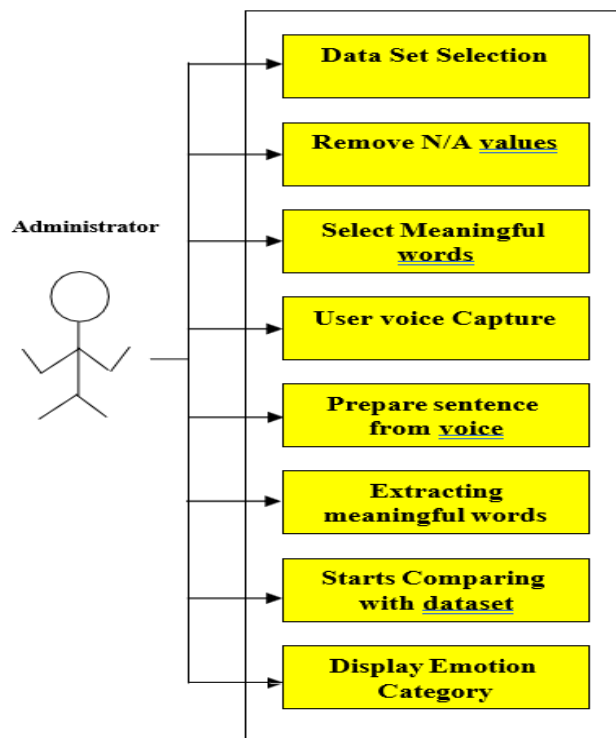 Data Set Selection
Remove N/A values
Administrator
Select Meaningful
words
User voice Capture
Prepare sentence
from voice
Extracting
meaningful words
Starts Comparing
with dataset
Display Emotion
Category